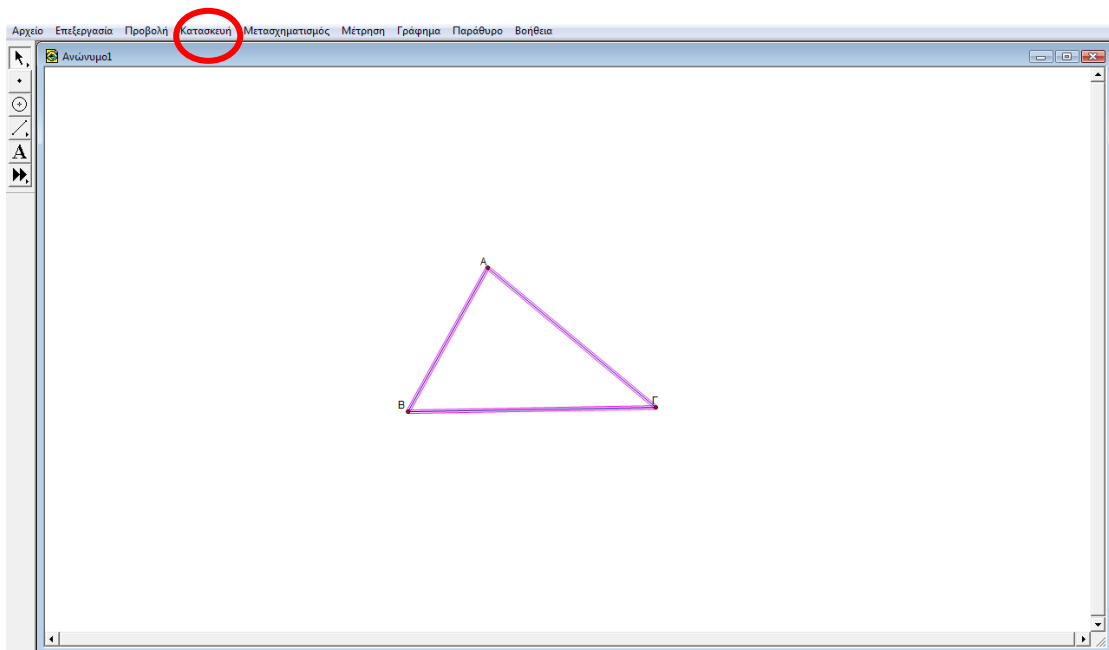 Αρχείο Επεξεργασία Προβολή Κατασκευή Μετασχηματισμός Μέτρηση Γράφημα Παράθυρο Βοήθεια
Ανώνυμο1
A
Α
Β
Γ